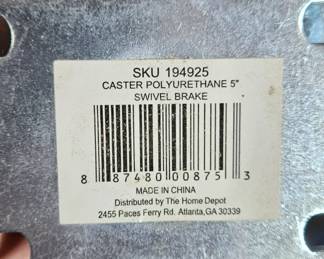 SKU 194925
CASTER POLYURETHANE 5"
SWIVEL BRAKE
8 87480 00875 3
MADE IN CHINA
Distributed by The Home Depot
2455 Paces Ferry Rd. Atlanta,GA 30339